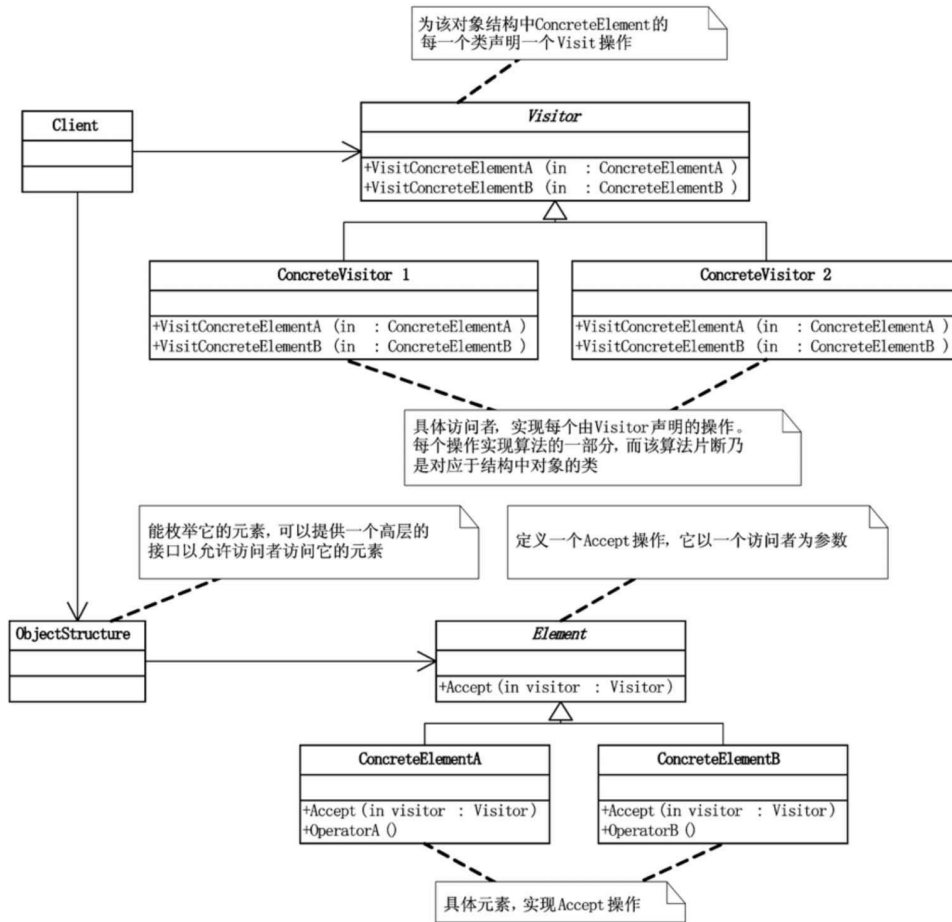 为该对象结构中ConcreteElement的
每一个类声明一个Visit操作
Client
Visitor
+VisitConcreteElementA (in : ConcreteElementA )
+VisitConcreteElementB (in : ConcreteElementB )
ConcreteVisitor 1
+VisitConcreteElementA (in : ConcreteElementA )
+VisitConcreteElementB (in : ConcreteElementB )
ConcreteVisitor 2
+VisitConcreteElementA (in : ConcreteElementA )
+VisitConcreteElementB (in : ConcreteElementB )
具体访问者，实现每个由Visitor声明的操作。
每个操作实现算法的一部分，而该算法片断乃
是对应于结构中对象的类
能枚举它的元素，可以提供一个高层的
接口以允许访问者访问它的元素
定义一个Accept操作，它以一个访问者为参数
ObjectStructure
Element
+Accept(in visitor : Visitor)
ConcreteElementA
+Accept(in visitor : Visitor)
+OperatorA()
ConcreteElementB
+Accept(in visitor : Visitor)
+OperatorB()
具体元素，实现Accept操作